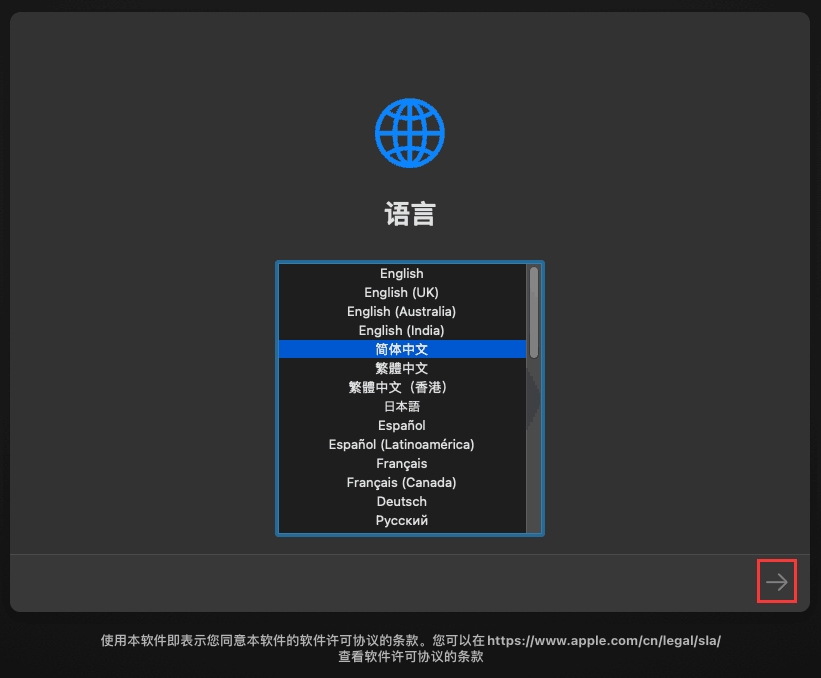 语言
English
English (UK)
English (Australia)
English (India)
简体中文
繁體中文
繁體中文（香港）
日本語
Español
Español (Latinoamérica)
Français
Français (Canada)
Deutsch
Русский
使用本软件即表示您同意本软件的软件许可协议的条款。您可以在 https://www.apple.com/cn/legal/sla/
查看软件许可协议的条款